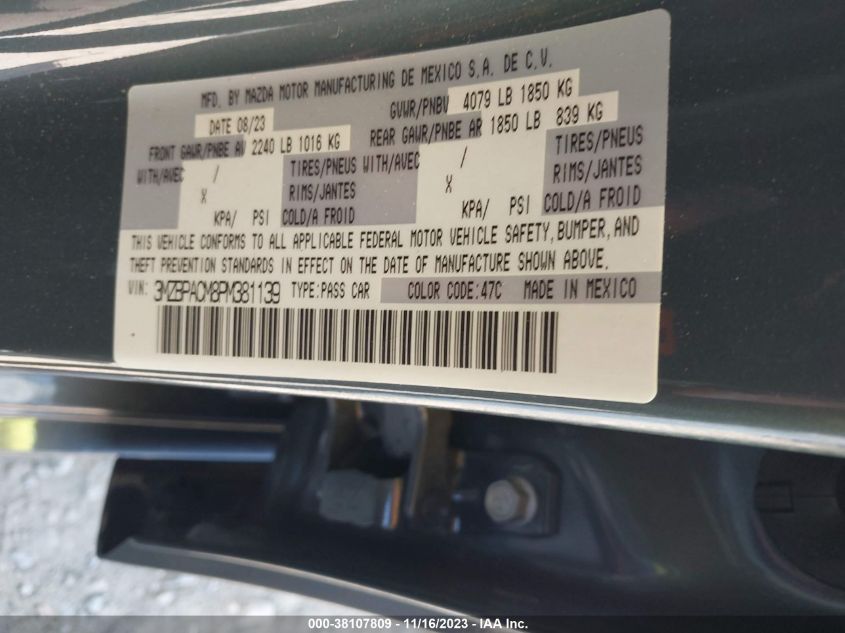 MFD. BY MAZDA MOTOR MANUFACTURING DE MEXICO S.A. DE C.V.
DATE 08/23 GVWR/PNBV 4079 LB 1850 KG
FRONT GAWR/PNBE AV 2240 LB 1016 KG REAR GAWR/PNBE AR 1850 LB 839 KG
WITH/AVEC / TIRES/PNEUS WITH/AVEC / TIRES/PNEUS
X RIMS/JANTES X RIMS/JANTES
KPA/ PSI COLD/A FROID KPA/ PSI COLD/A FROID
THIS VEHICLE CONFORMS TO ALL APPLICABLE FEDERAL MOTOR VEHICLE SAFETY, BUMPER, AND
THEFT PREVENTION STANDARDS IN EFFECT ON THE DATE OF MANUFACTURE SHOWN ABOVE.
VIN: 3MZBPACM8PM381139 TYPE:PASS CAR COLOR CODE:47C MADE IN MEXICO
000-38107809 - 11/16/2023 - IAA Inc.